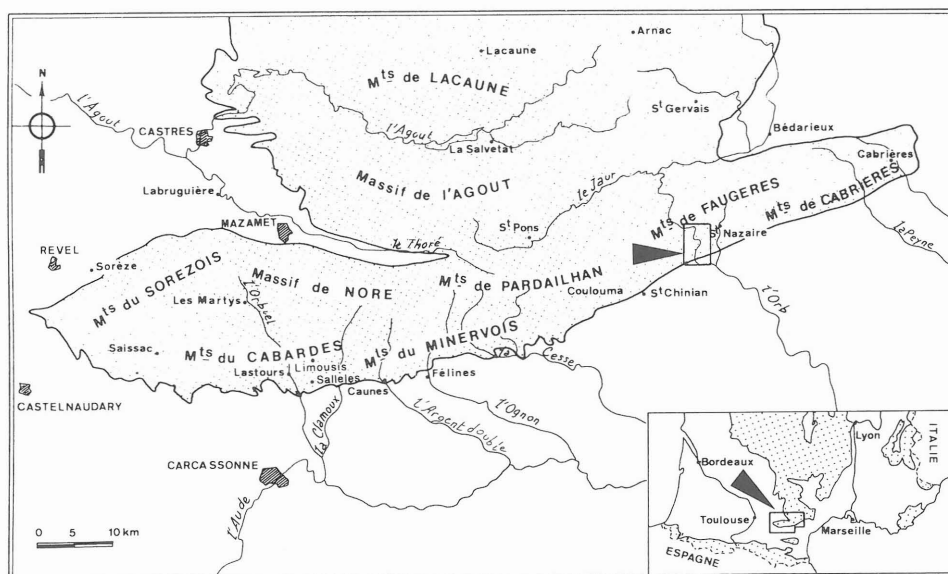 Arnac
Lacaune
Mts de LACAUNE
N
l'Agout
CASTRES
St Gervais
Bédarieux
l'Agout
La Salvetat
Cabrières
Labruguière
Massif de l'AGOUT
le Jaur
Mts de FAUGERES
Mts de CABRIERES
MAZAMET
St Pons
St Nazaire
La Peyne
REVEL
le Thoré
Sorèze
Mts du SOREZOIS
Massif de NORE
Mts de PARDAILHAN
Coulouma
St Chinian
l'Orb
Les Martys
l'Orbiel
Saissac
Mts du CABARDES
Mts du MINERVOIS
la
Cesse
Lastours
Limousis
Salleles
Félines
CASTELNAUDARY
Caunes
la Clamoux
l'Argent double
l'Ognon
CARCASSONNE
l'Aude
0 5 10 km
Lyon
ITALIE
Bordeaux
Toulouse
Marseille
ESPAGNE